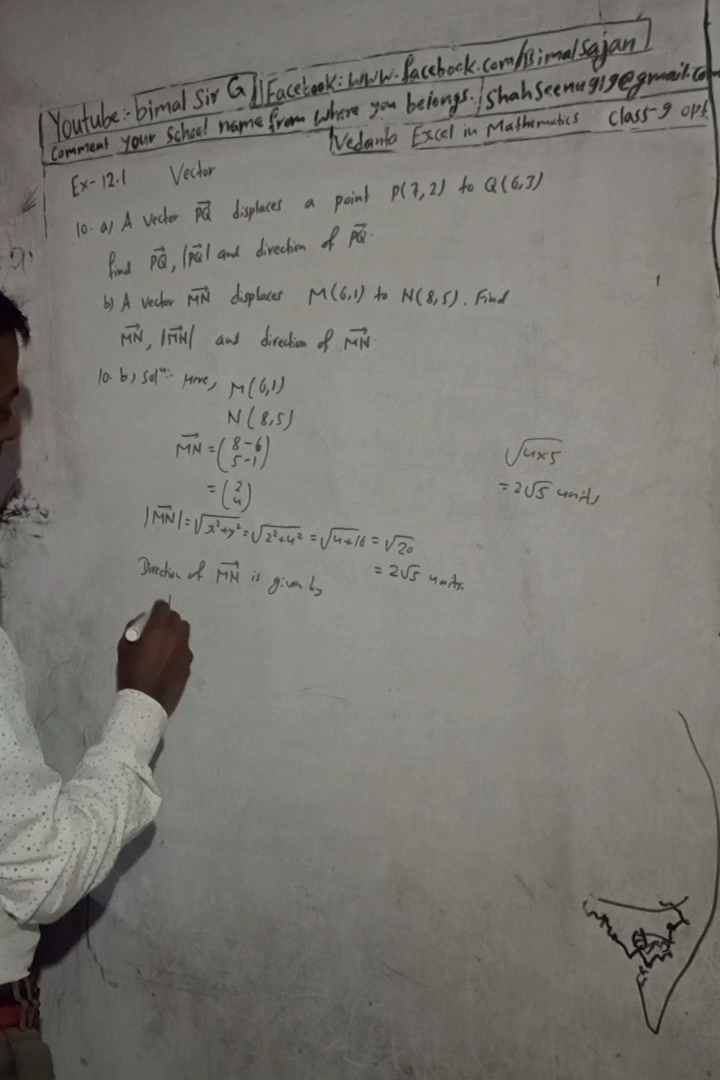 Youtube:- bimal Sir G || Facebook: www.facebook.com/Bimalsajan
Comment your school name from where you belongs. / Shahseenu919@gmail.com
Vedanta Excel in Mathematics Class-9 opt
Ex-12.1 Vector
10. a) A vector PQ⃗ displaces a point P(7,2) to Q(6,3)
find PQ⃗, |PQ⃗| and direction of PQ⃗.
b) A vector MN⃗ displaces M(6,1) to N(8,5). Find
MN⃗, |MN⃗| and direction of MN⃗.
10. b) Solⁿ:- Here, M(6,1)
N(8,5)
MN⃗ = (8-6
5-1)
= (2
4)
|MN⃗| = √x²+y² = √2²+4² = √4+16 = √20
= 2√5 units.
Direction of MN⃗ is given by
√4×5
= 2√5 units